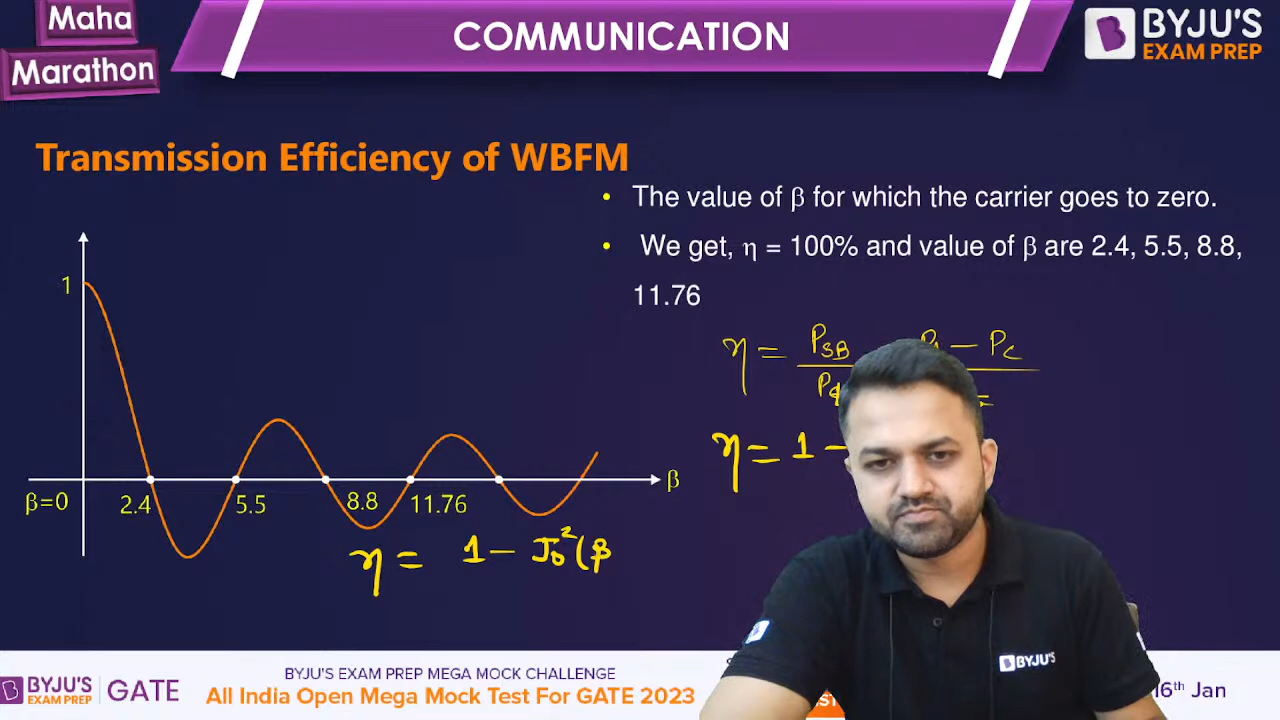 Maha
Marathon
COMMUNICATION
BYJU'S
EXAM PREP
Transmission Efficiency of WBFM
• The value of β for which the carrier goes to zero.
• We get, η = 100% and value of β are 2.4, 5.5, 8.8,
11.76
η = P_SB P_C
η = 1 –
1
β=0 2.4 5.5 8.8 11.76 β
η = 1 – J₀²(β
BYJU'S
BYJU'S
EXAM PREP
GATE
BYJU'S EXAM PREP MEGA MOCK CHALLENGE
All India Open Mega Mock Test For GATE 2023
16th Jan